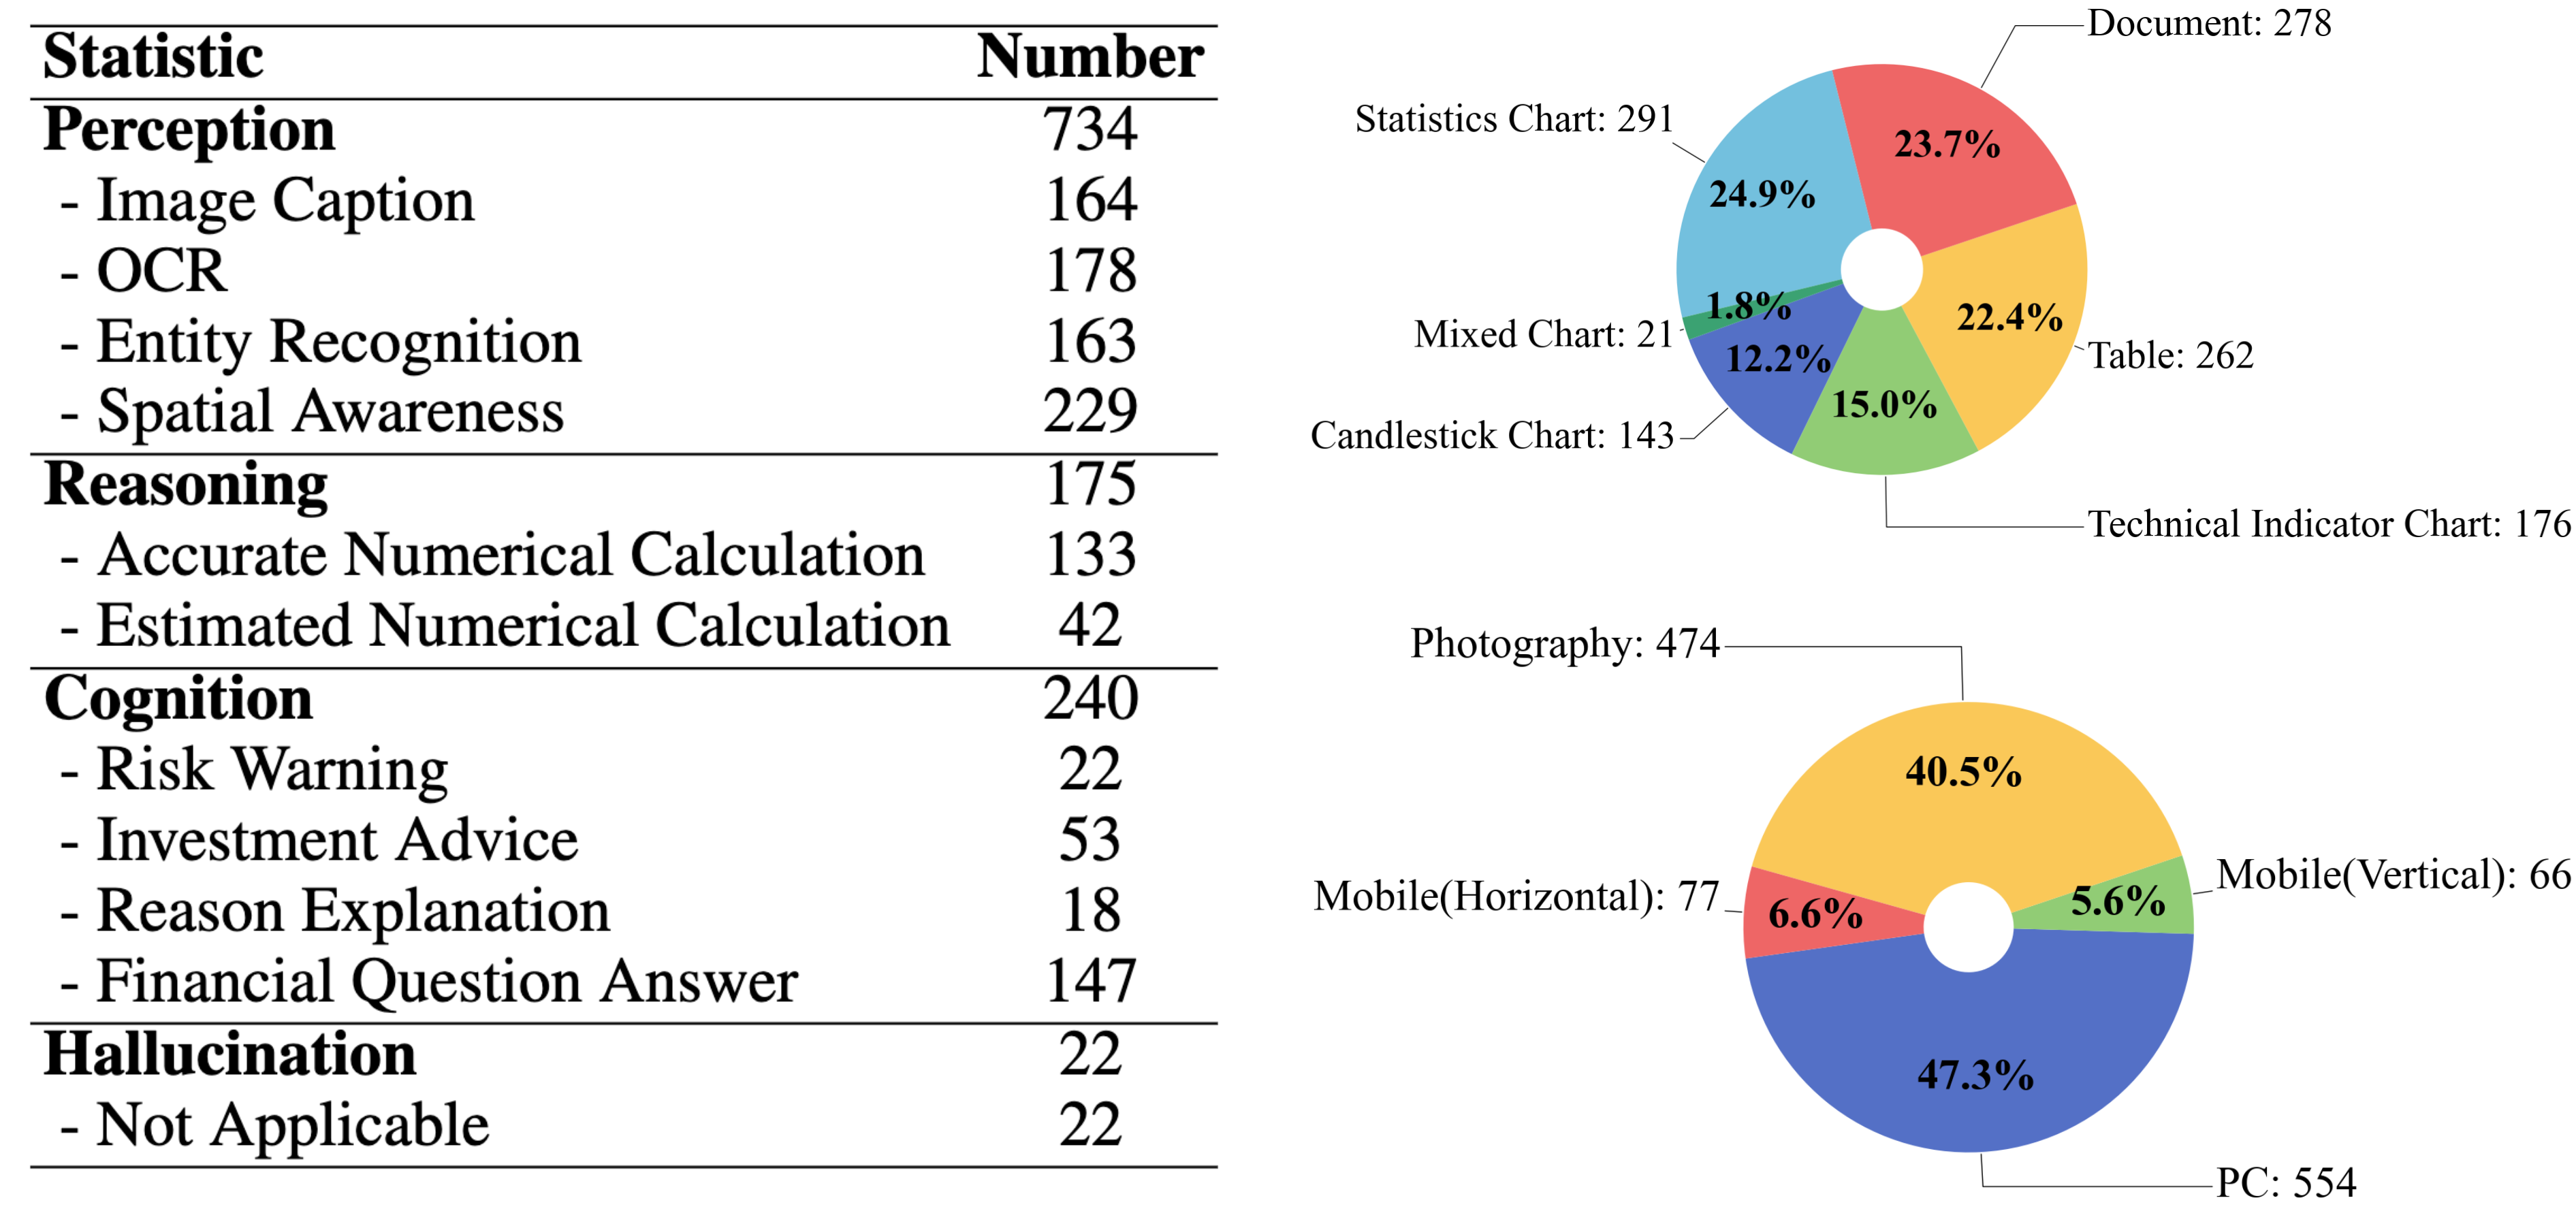 Statistic Number
Perception 734
- Image Caption 164
- OCR 178
- Entity Recognition 163
- Spatial Awareness 229
Reasoning 175
- Accurate Numerical Calculation 133
- Estimated Numerical Calculation 42
Cognition 240
- Risk Warning 22
- Investment Advice 53
- Reason Explanation 18
- Financial Question Answer 147
Hallucination 22
- Not Applicable 22
Document: 278
Statistics Chart: 291
23.7%
24.9%
1.8%
22.4%
Mixed Chart: 21
12.2%
Table: 262
15.0%
Candlestick Chart: 143
Technical Indicator Chart: 176
Photography: 474
40.5%
Mobile(Vertical): 66
Mobile(Horizontal): 77
5.6%
6.6%
47.3%
PC: 554